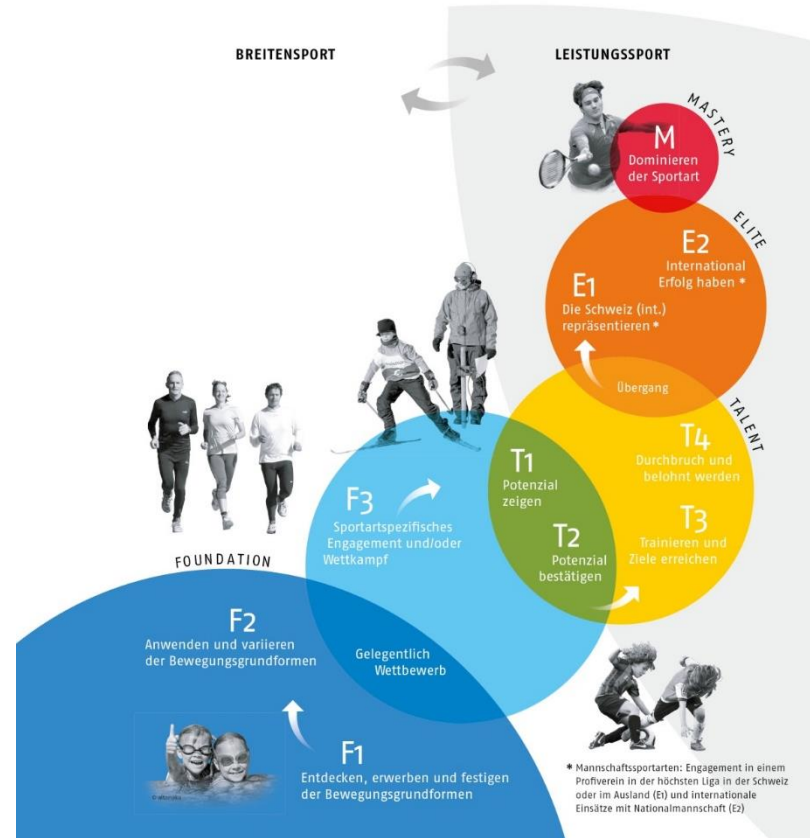 BREITENSPORT
LEISTUNGSSPORT
MASTERY
M
Dominieren
der Sportart
ELITE
E2
International
Erfolg haben *
E1
Die Schweiz (int.)
repräsentieren *
Übergang
TALENT
T4
Durchbruch und
belohnt werden
T1
Potenzial
zeigen
T3
Trainieren und
Ziele erreichen
T2
Potenzial
bestätigen
F3
Sportartspezifisches
Engagement und/oder
Wettkampf
FOUNDATION
F2
Anwenden und variieren
der Bewegungsgrundformen
Gelegentlich
Wettbewerb
F1
Entdecken, erwerben und festigen
der Bewegungsgrundformen
* Mannschaftssportarten: Engagement in einem
Profiverein in der höchsten Liga in der Schweiz
oder im Ausland (E1) und internationale
Einsätze mit Nationalmannschaft (E2)